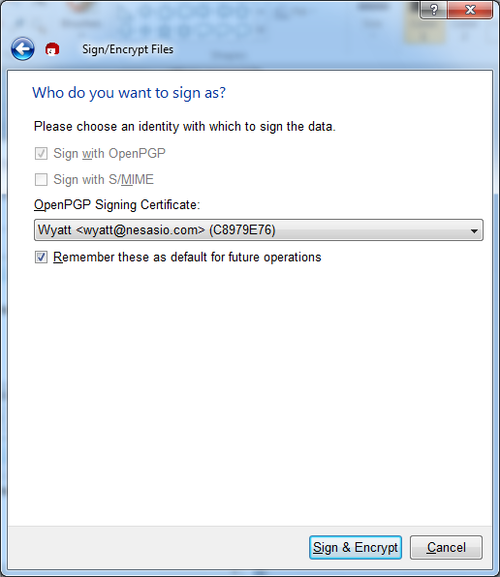 Sign/Encrypt Files
Who do you want to sign as?
Please choose an identity with which to sign the data.
Sign with OpenPGP
Sign with S/MIME
OpenPGP Signing Certificate:
Wyatt <wyatt@nesasio.com> (C8979E76)
Remember these as default for future operations
Sign & Encrypt
Cancel